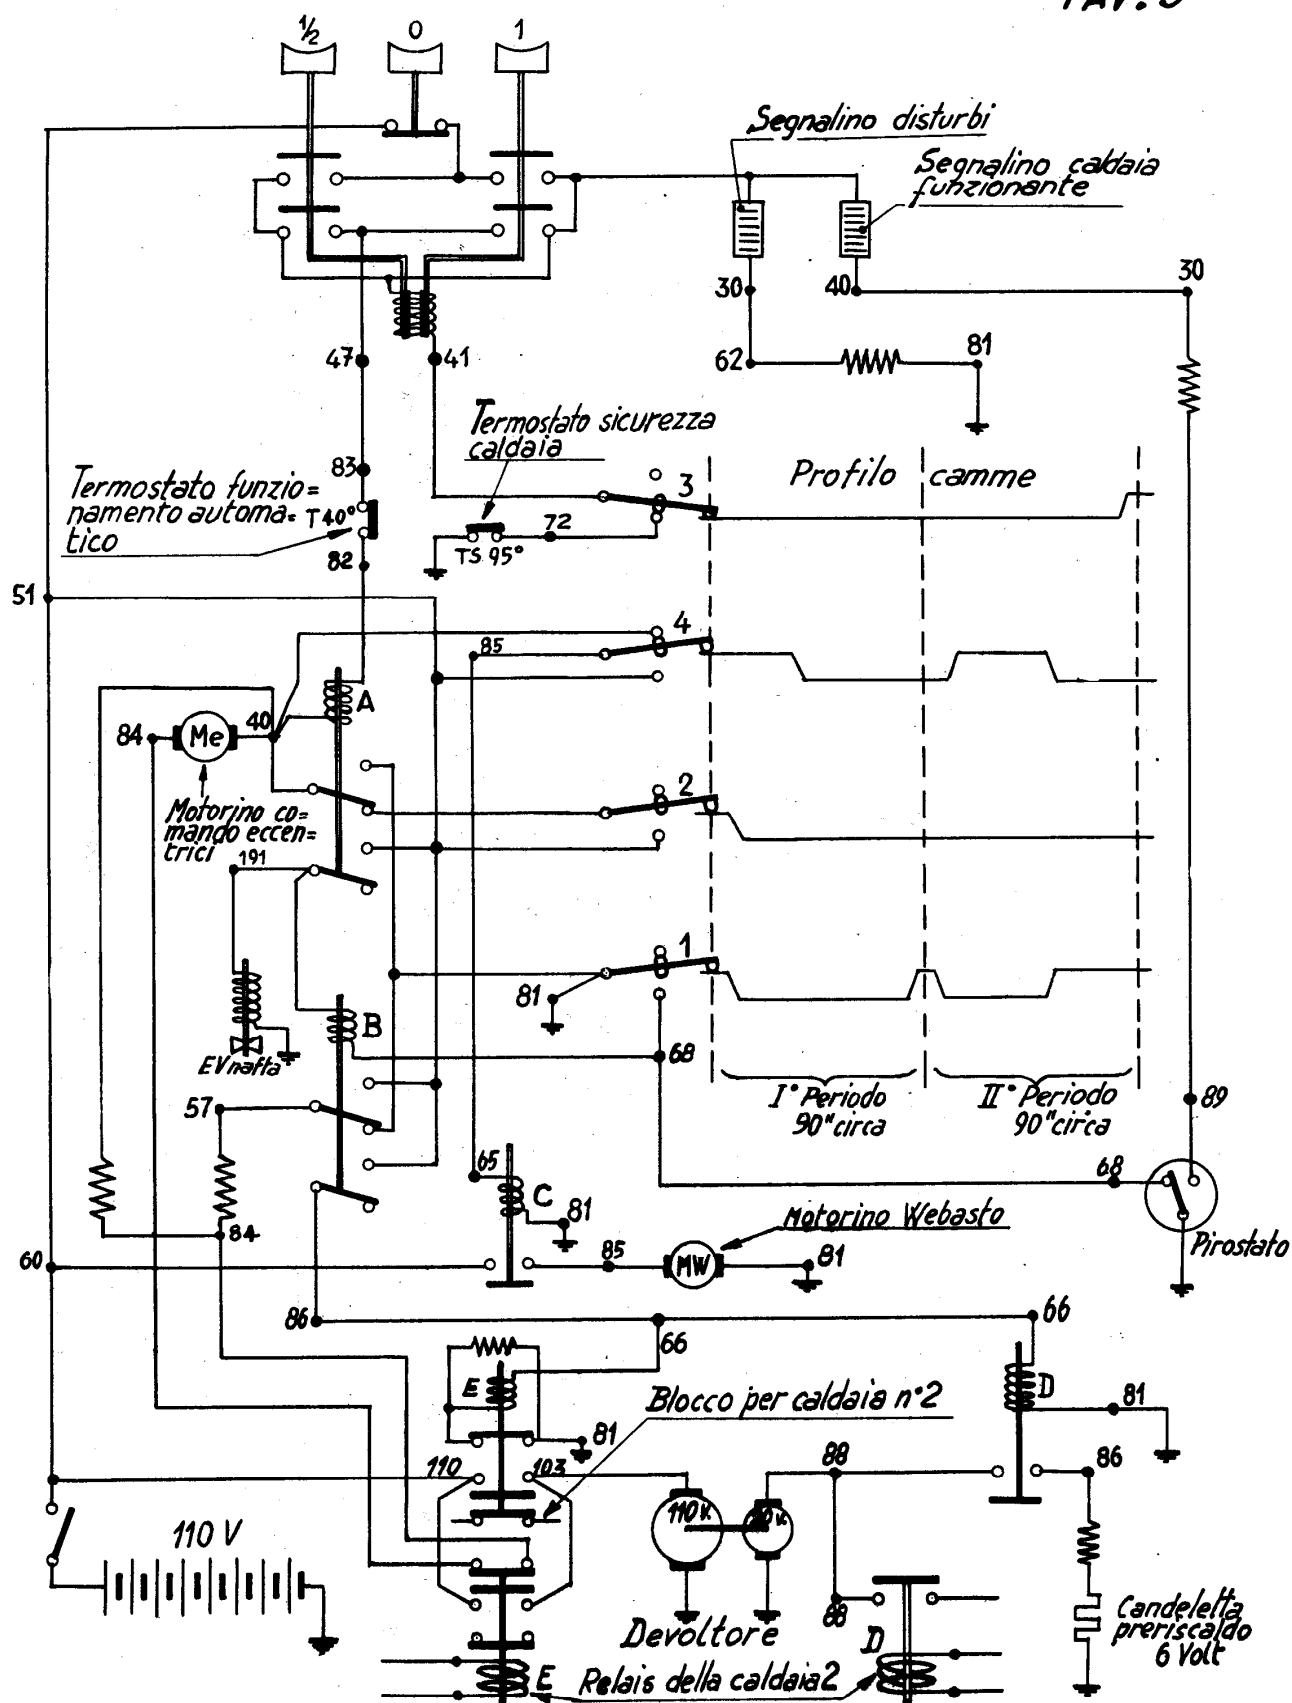 TAV. 3
1/2 0 1
Segnalino disturbi
Segnalino caldaia
funzionante
30 40 30
47 41 62 81
Termostato sicurezza
caldaia
83
Profilo camme
Termostato funzio=
namento automa=
tico
T 40°
3
72
TS 95°
82
51
4
85
A
84 Me 40
2
Motorino co=
mando eccen=
trici
191
1
81
B
EV nafta
68
I° Periodo
90" circa
II° Periodo
90" circa
57
89
65
C
81
68
84
Motorino Webasto
60
85
MW
81
Pirostato
86
66
66
E
D
Blocco per caldaia n°2
81
81
110 103
88
86
110 V
110 V.
88
Candeletta
preriscaldo
6 Volt
Devoltore
D
E
Relais della caldaia 2